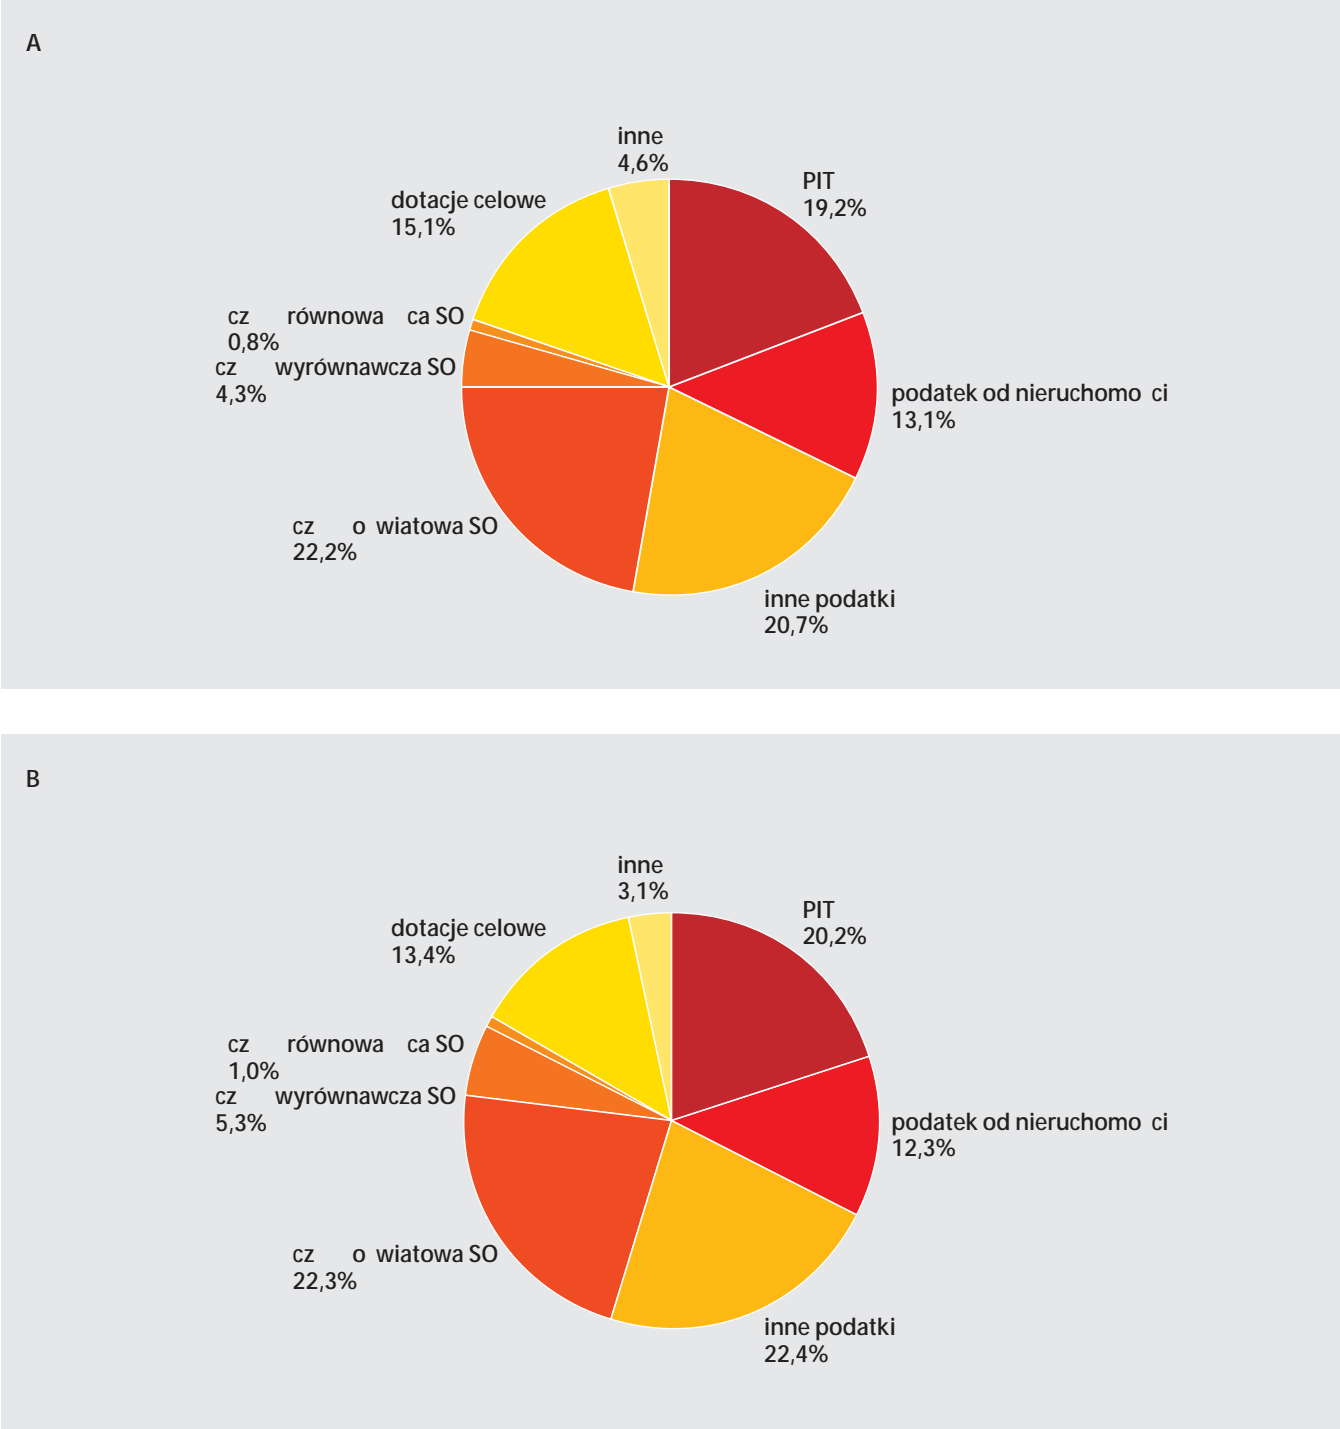 A
inne
4,6%
PIT
19,2%
dotacje celowe
15,1%
cz równowa ca SO
0,8%
cz wyrównawcza SO
4,3%
podatek od nieruchomo ci
13,1%
cz o wiatowa SO
22,2%
inne podatki
20,7%
B
inne
3,1%
PIT
20,2%
dotacje celowe
13,4%
cz równowa ca SO
1,0%
cz wyrównawcza SO
5,3%
podatek od nieruchomo ci
12,3%
cz o wiatowa SO
22,3%
inne podatki
22,4%